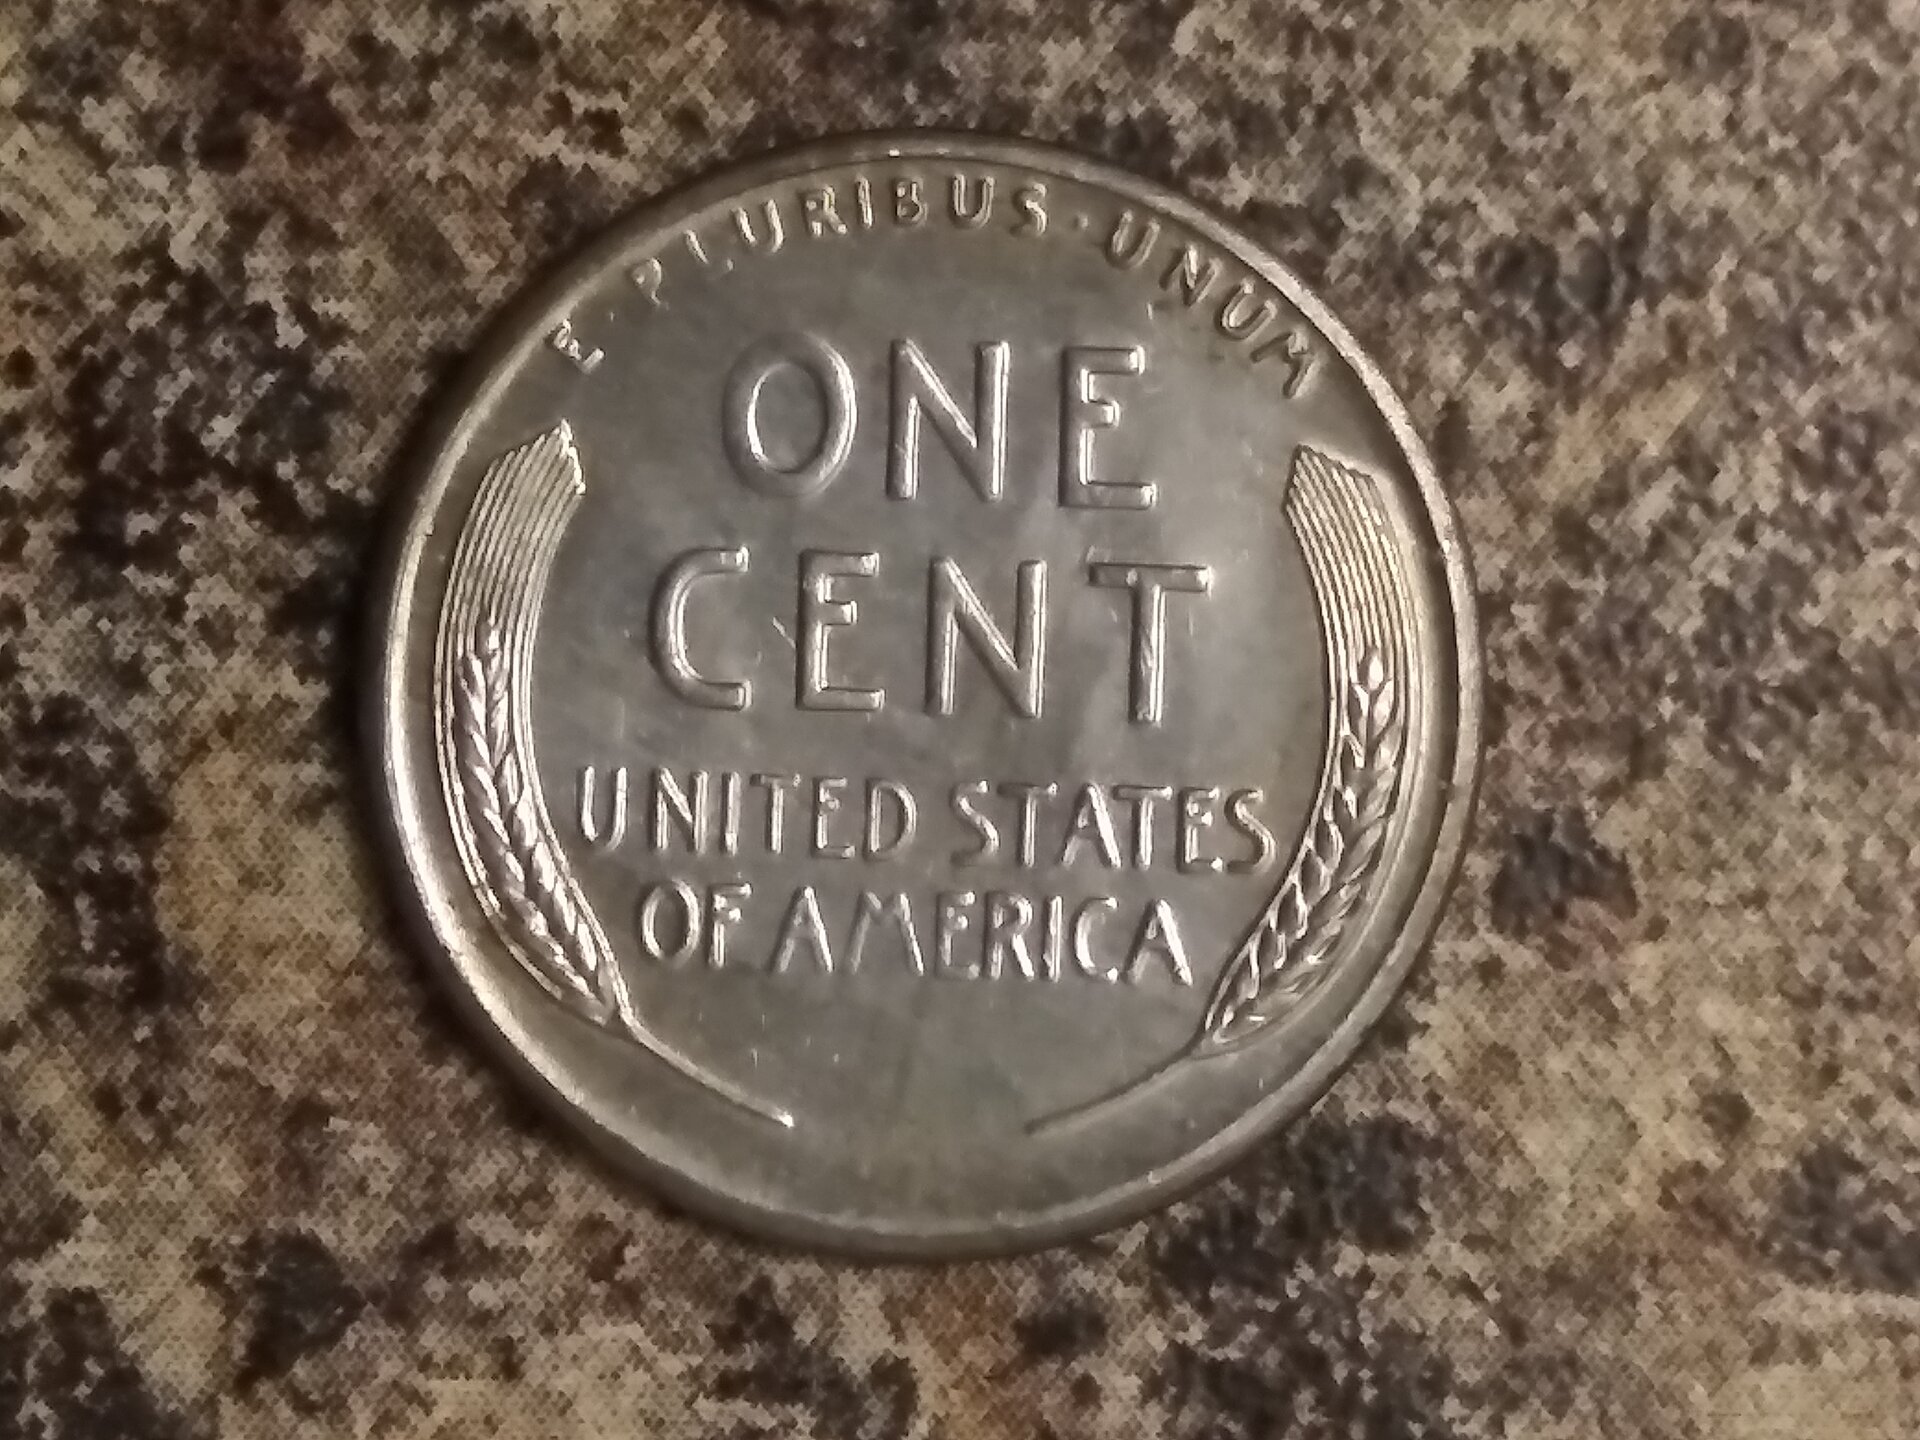 E · PLURIBUS · UNUM
ONE
CENT
UNITED STATES
OF AMERICA